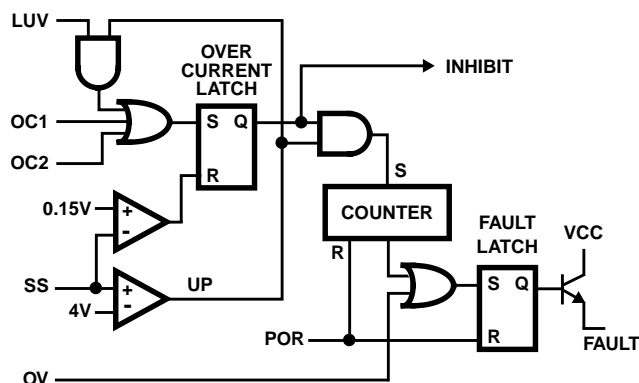 LUV
OVER
CURRENT
LATCH
INHIBIT
OC1
S Q
OC2
R
S
0.15V
+
-
COUNTER
FAULT
LATCH
VCC
R
SS
+
-
UP
4V
S Q
POR
R
FAULT
OV